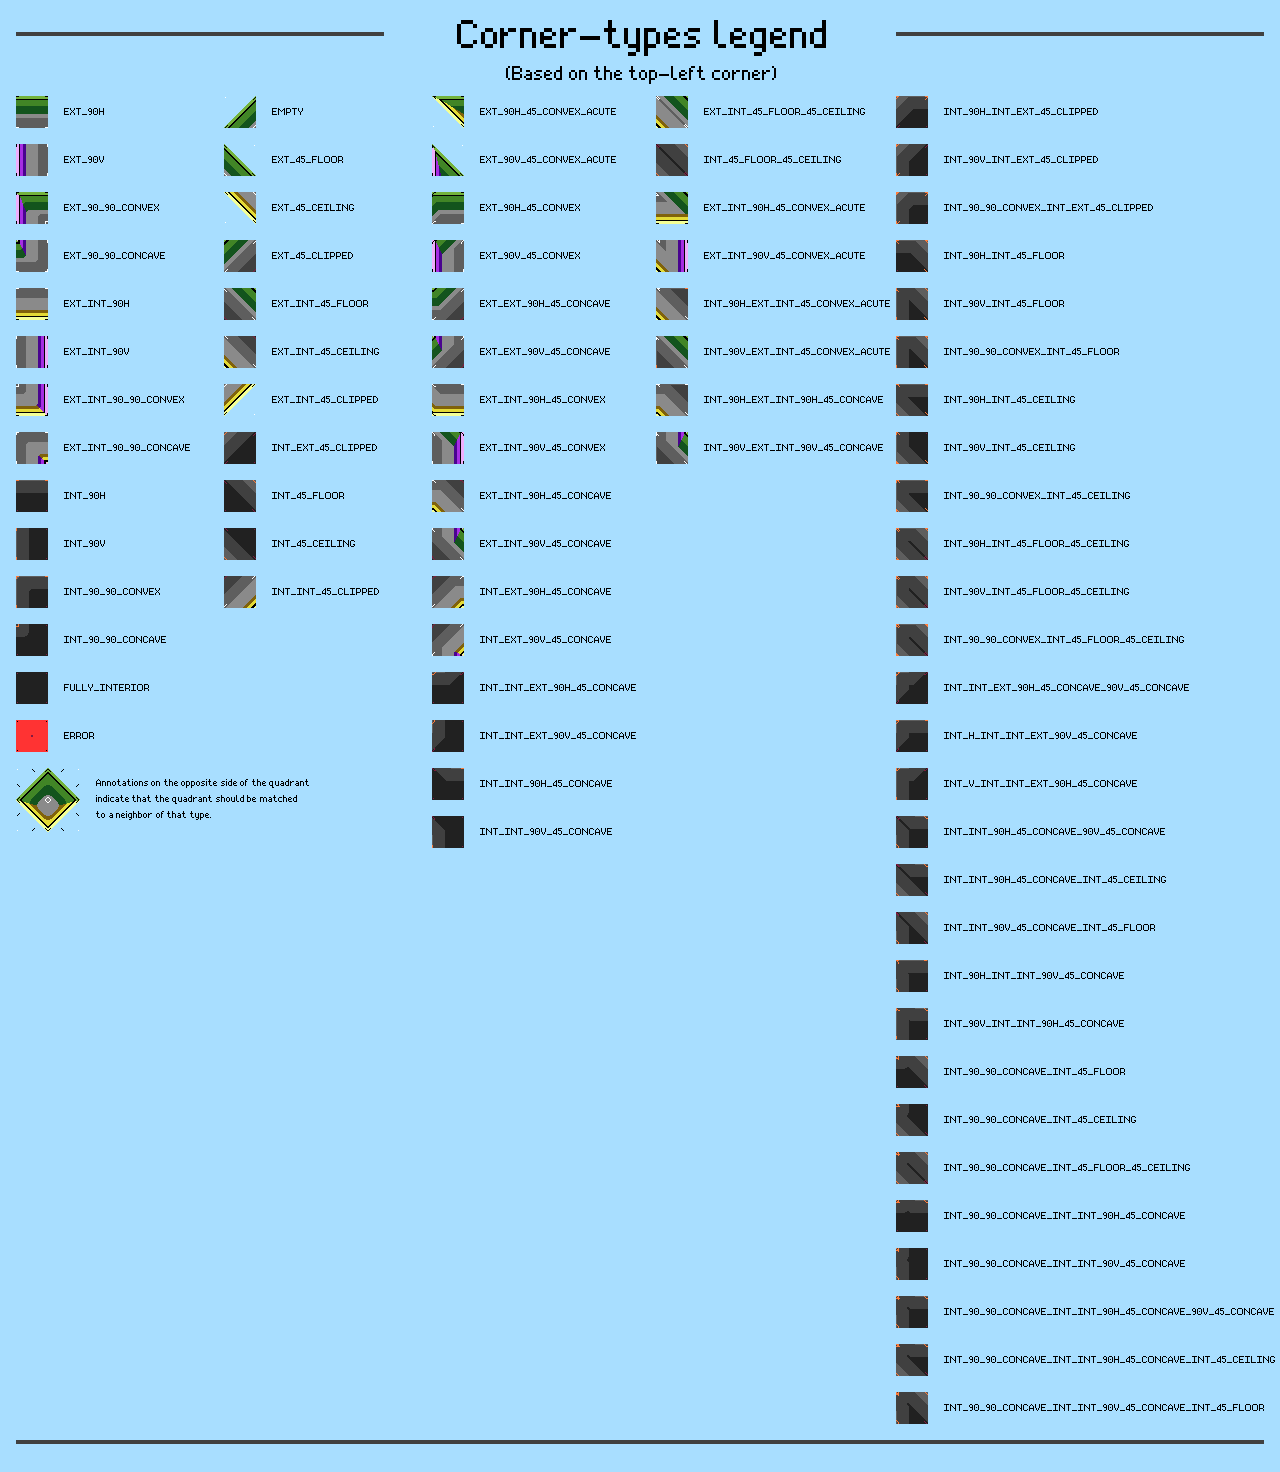 Corner-types legend
(Based on the top-left corner)
EXT_90H
EXT_90V
EXT_90_90_CONVEX
EXT_90_90_CONCAVE
EXT_INT_90H
EXT_INT_90V
EXT_INT_90_90_CONVEX
EXT_INT_90_90_CONCAVE
INT_90H
INT_90V
INT_90_90_CONVEX
INT_90_90_CONCAVE
FULLY_INTERIOR
ERROR
Annotations on the opposite side of the quadrant
indicate that the quadrant should be matched
to a neighbor of that type.
EMPTY
EXT_45_FLOOR
EXT_45_CEILING
EXT_45_CLIPPED
EXT_INT_45_FLOOR
EXT_INT_45_CEILING
EXT_INT_45_CLIPPED
INT_EXT_45_CLIPPED
INT_45_FLOOR
INT_45_CEILING
INT_INT_45_CLIPPED
EXT_90H_45_CONVEX_ACUTE
EXT_90V_45_CONVEX_ACUTE
EXT_90H_45_CONVEX
EXT_90V_45_CONVEX
EXT_EXT_90H_45_CONCAVE
EXT_EXT_90V_45_CONCAVE
EXT_INT_90H_45_CONVEX
EXT_INT_90V_45_CONVEX
EXT_INT_90H_45_CONCAVE
EXT_INT_90V_45_CONCAVE
INT_EXT_90H_45_CONCAVE
INT_EXT_90V_45_CONCAVE
INT_INT_EXT_90H_45_CONCAVE
INT_INT_EXT_90V_45_CONCAVE
INT_INT_90H_45_CONCAVE
INT_INT_90V_45_CONCAVE
EXT_INT_45_FLOOR_45_CEILING
INT_45_FLOOR_45_CEILING
EXT_INT_90H_45_CONVEX_ACUTE
EXT_INT_90V_45_CONVEX_ACUTE
INT_90H_EXT_INT_45_CONVEX_ACUTE
INT_90V_EXT_INT_45_CONVEX_ACUTE
INT_90H_EXT_INT_90H_45_CONCAVE
INT_90V_EXT_INT_90V_45_CONCAVE
INT_90H_INT_EXT_45_CLIPPED
INT_90V_INT_EXT_45_CLIPPED
INT_90_90_CONVEX_INT_EXT_45_CLIPPED
INT_90H_INT_45_FLOOR
INT_90V_INT_45_FLOOR
INT_90_90_CONVEX_INT_45_FLOOR
INT_90H_INT_45_CEILING
INT_90V_INT_45_CEILING
INT_90_90_CONVEX_INT_45_CEILING
INT_90H_INT_45_FLOOR_45_CEILING
INT_90V_INT_45_FLOOR_45_CEILING
INT_90_90_CONVEX_INT_45_FLOOR_45_CEILING
INT_INT_EXT_90H_45_CONCAVE_90V_45_CONCAVE
INT_H_INT_INT_EXT_90V_45_CONCAVE
INT_V_INT_INT_EXT_90H_45_CONCAVE
INT_INT_90H_45_CONCAVE_90V_45_CONCAVE
INT_INT_90H_45_CONCAVE_INT_45_CEILING
INT_INT_90V_45_CONCAVE_INT_45_FLOOR
INT_90H_INT_INT_90V_45_CONCAVE
INT_90V_INT_INT_90H_45_CONCAVE
INT_90_90_CONCAVE_INT_45_FLOOR
INT_90_90_CONCAVE_INT_45_CEILING
INT_90_90_CONCAVE_INT_45_FLOOR_45_CEILING
INT_90_90_CONCAVE_INT_INT_90H_45_CONCAVE
INT_90_90_CONCAVE_INT_INT_90V_45_CONCAVE
INT_90_90_CONCAVE_INT_INT_90H_45_CONCAVE_90V_45_CONCAVE
INT_90_90_CONCAVE_INT_INT_90H_45_CONCAVE_INT_45_CEILING
INT_90_90_CONCAVE_INT_INT_90V_45_CONCAVE_INT_45_FLOOR